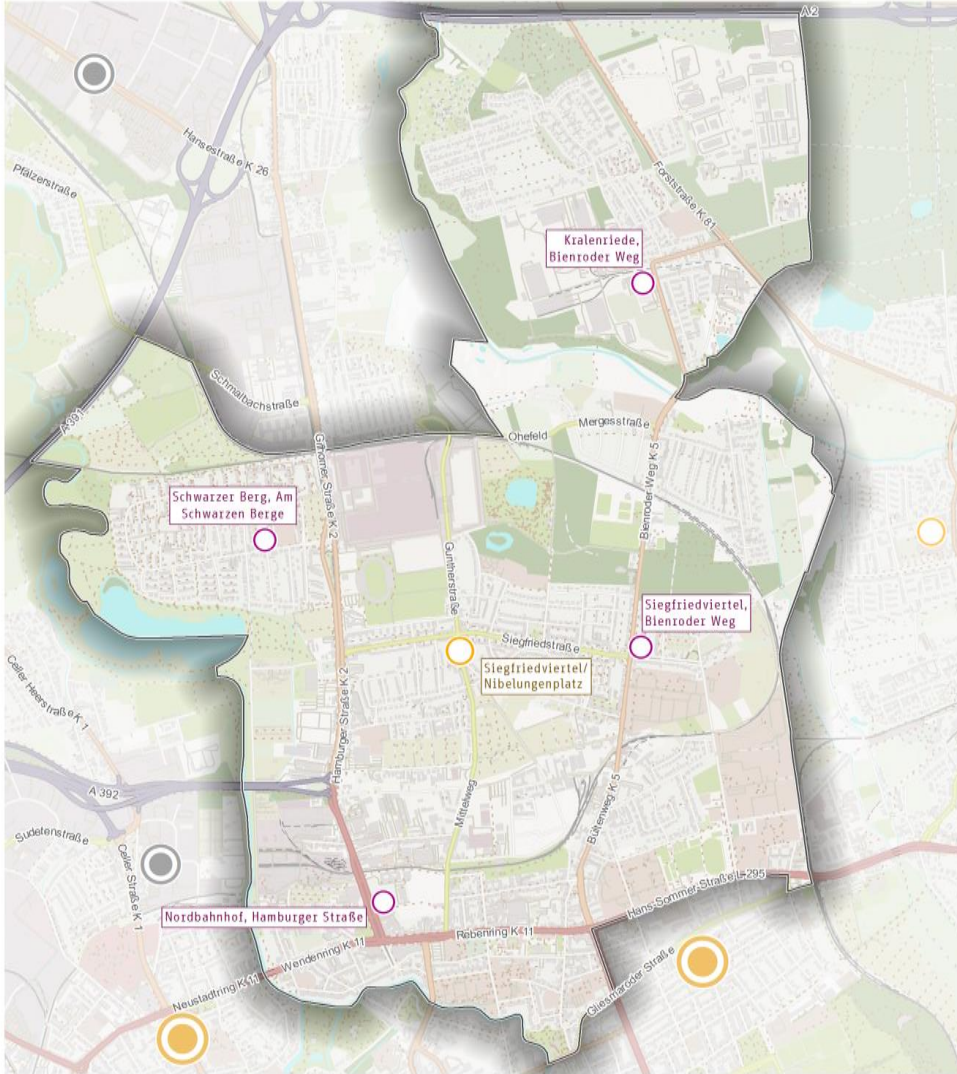 A 2
Hansestraße K 26
Pfälzerstraße
Forststraße K 81
Kralenriede,
Bienroder Weg
Schmalbachstraße
A 391
Ohefeld
Mergesstraße
Gifhorner Straße K 2
Bienroder Weg K 5
Schwarzer Berg, Am
Schwarzen Berge
Guntherstraße
Siegfriedviertel,
Bienroder Weg
Siegfriedstraße
Siegfriedviertel/
Nibelungenplatz
Celler Heerstraße K 1
Hamburger Straße K 2
A 392
Mittelweg
Bültenweg K 5
Sudetenstraße
Celler Straße K 1
Hans-Sommer-Straße L 295
Nordbahnhof, Hamburger Straße
Rebenring K 11
Wendenring K 11
Gliesmaroder Straße
Neustadtring K 11